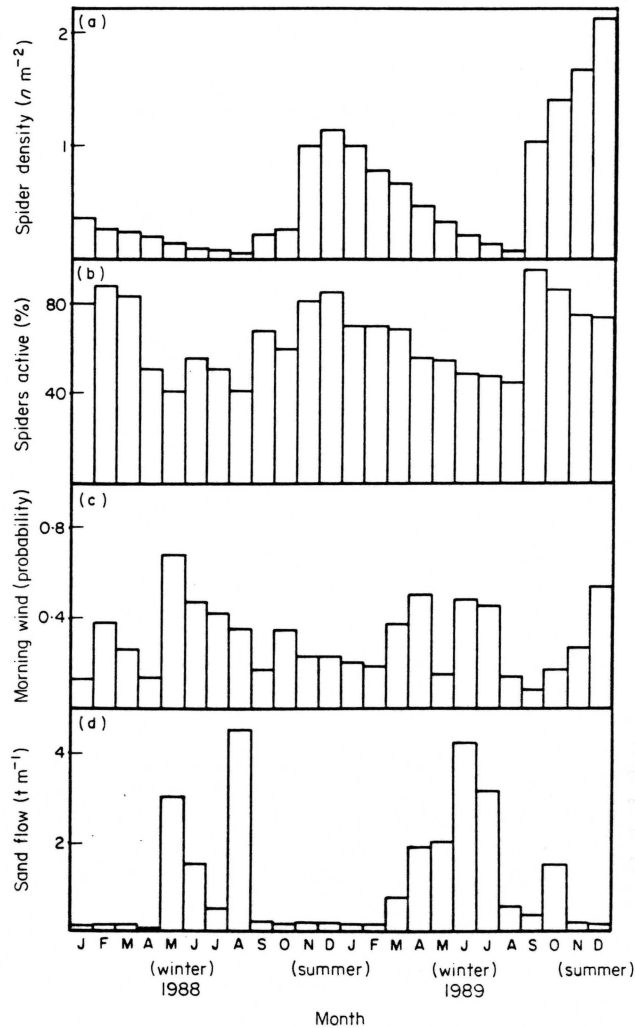 (a)
Spider density (n m⁻²)
2
1
(b)
Spiders active (%)
80
40
(c)
Morning wind (probability)
0·8
0·4
(d)
Sand flow (t m⁻¹)
4
2
J F M A M J J A S O N D J F M A M J J A S O N D
(winter) (summer) (winter) (summer)
1988 1989
Month